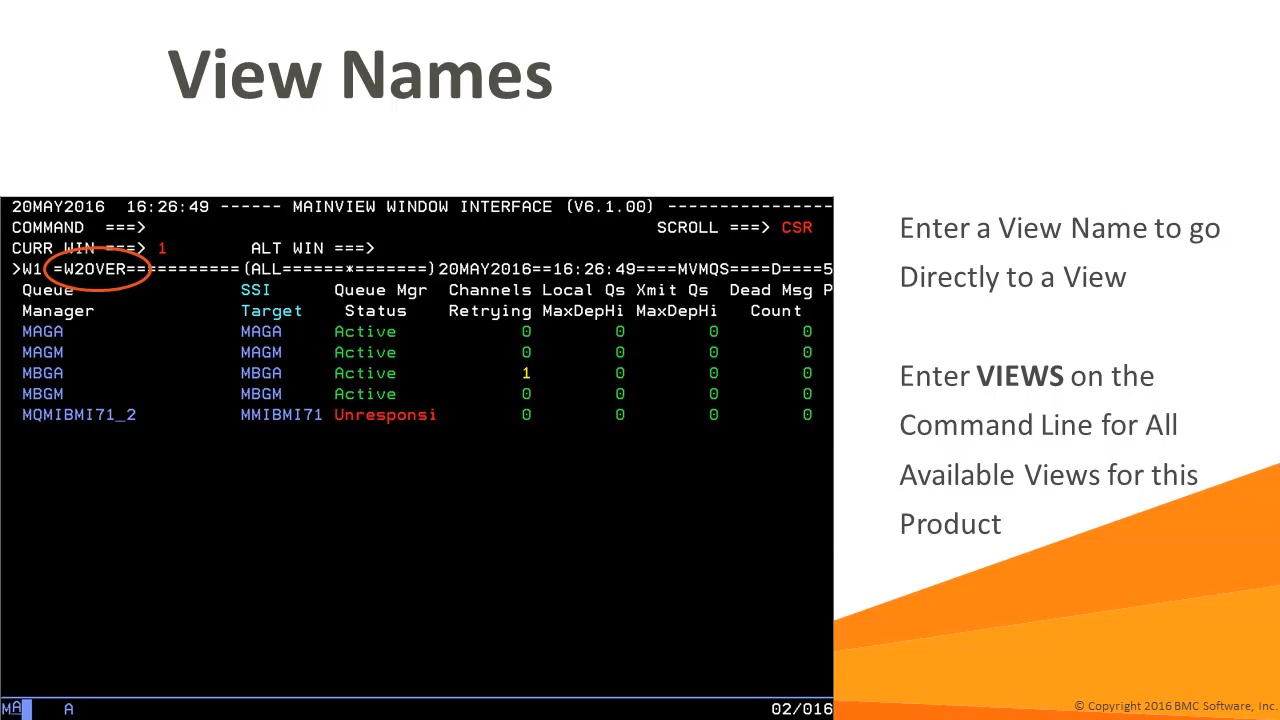 View Names
20MAY2016  16:26:49 ------ MAINVIEW WINDOW INTERFACE (V6.1.00) ----------------
COMMAND  ===>                                                 SCROLL ===> CSR
CURR WIN ===> 1        ALT WIN ===>
>W1 =W2OVER===========(ALL======*=======)20MAY2016==16:26:49====MVMQS====D====5
Queue                SSI      Queue Mgr  Channels Local Qs Xmit Qs  Dead Msg P
Manager              Target    Status    Retrying MaxDepHi MaxDepHi   Count
MAGA                 MAGA     Active            0        0        0        0
MAGM                 MAGM     Active            0        0        0        0
MBGA                 MBGA     Active            1        0        0        0
MBGM                 MBGM     Active            0        0        0        0
MQMIBMI71_2          MMIBMI71 Unresponsi        0        0        0        0
MA    A                                                                  02/016
Enter a View Name to go
Directly to a View
Enter VIEWS on the
Command Line for All
Available Views for this
Product
© Copyright 2016 BMC Software, Inc.